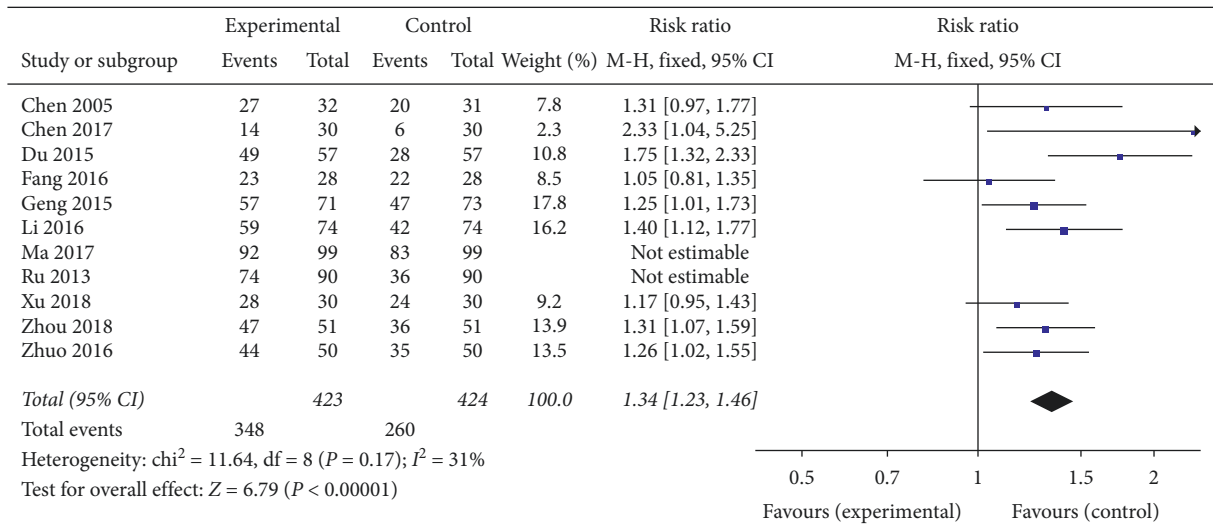 Experimental Control Risk ratio Risk ratio
Study or subgroup Events Total Events Total Weight (%) M-H, fixed, 95% CI M-H, fixed, 95% CI
Chen 2005 27 32 20 31 7.8 1.31 [0.97, 1.77]
Chen 2017 14 30 6 30 2.3 2.33 [1.04, 5.25]
Du 2015 49 57 28 57 10.8 1.75 [1.32, 2.33]
Fang 2016 23 28 22 28 8.5 1.05 [0.81, 1.35]
Geng 2015 57 71 47 73 17.8 1.25 [1.01, 1.73]
Li 2016 59 74 42 74 16.2 1.40 [1.12, 1.77]
Ma 2017 92 99 83 99 Not estimable
Ru 2013 74 90 36 90 Not estimable
Xu 2018 28 30 24 30 9.2 1.17 [0.95, 1.43]
Zhou 2018 47 51 36 51 13.9 1.31 [1.07, 1.59]
Zhuo 2016 44 50 35 50 13.5 1.26 [1.02, 1.55]
Total (95% CI) 423 424 100.0 1.34 [1.23, 1.46]
Total events 348 260
Heterogeneity: chi² = 11.64, df = 8 (P = 0.17); I² = 31%
Test for overall effect: Z = 6.79 (P < 0.00001)
0.5 0.7 1 1.5 2
Favours (experimental) Favours (control)